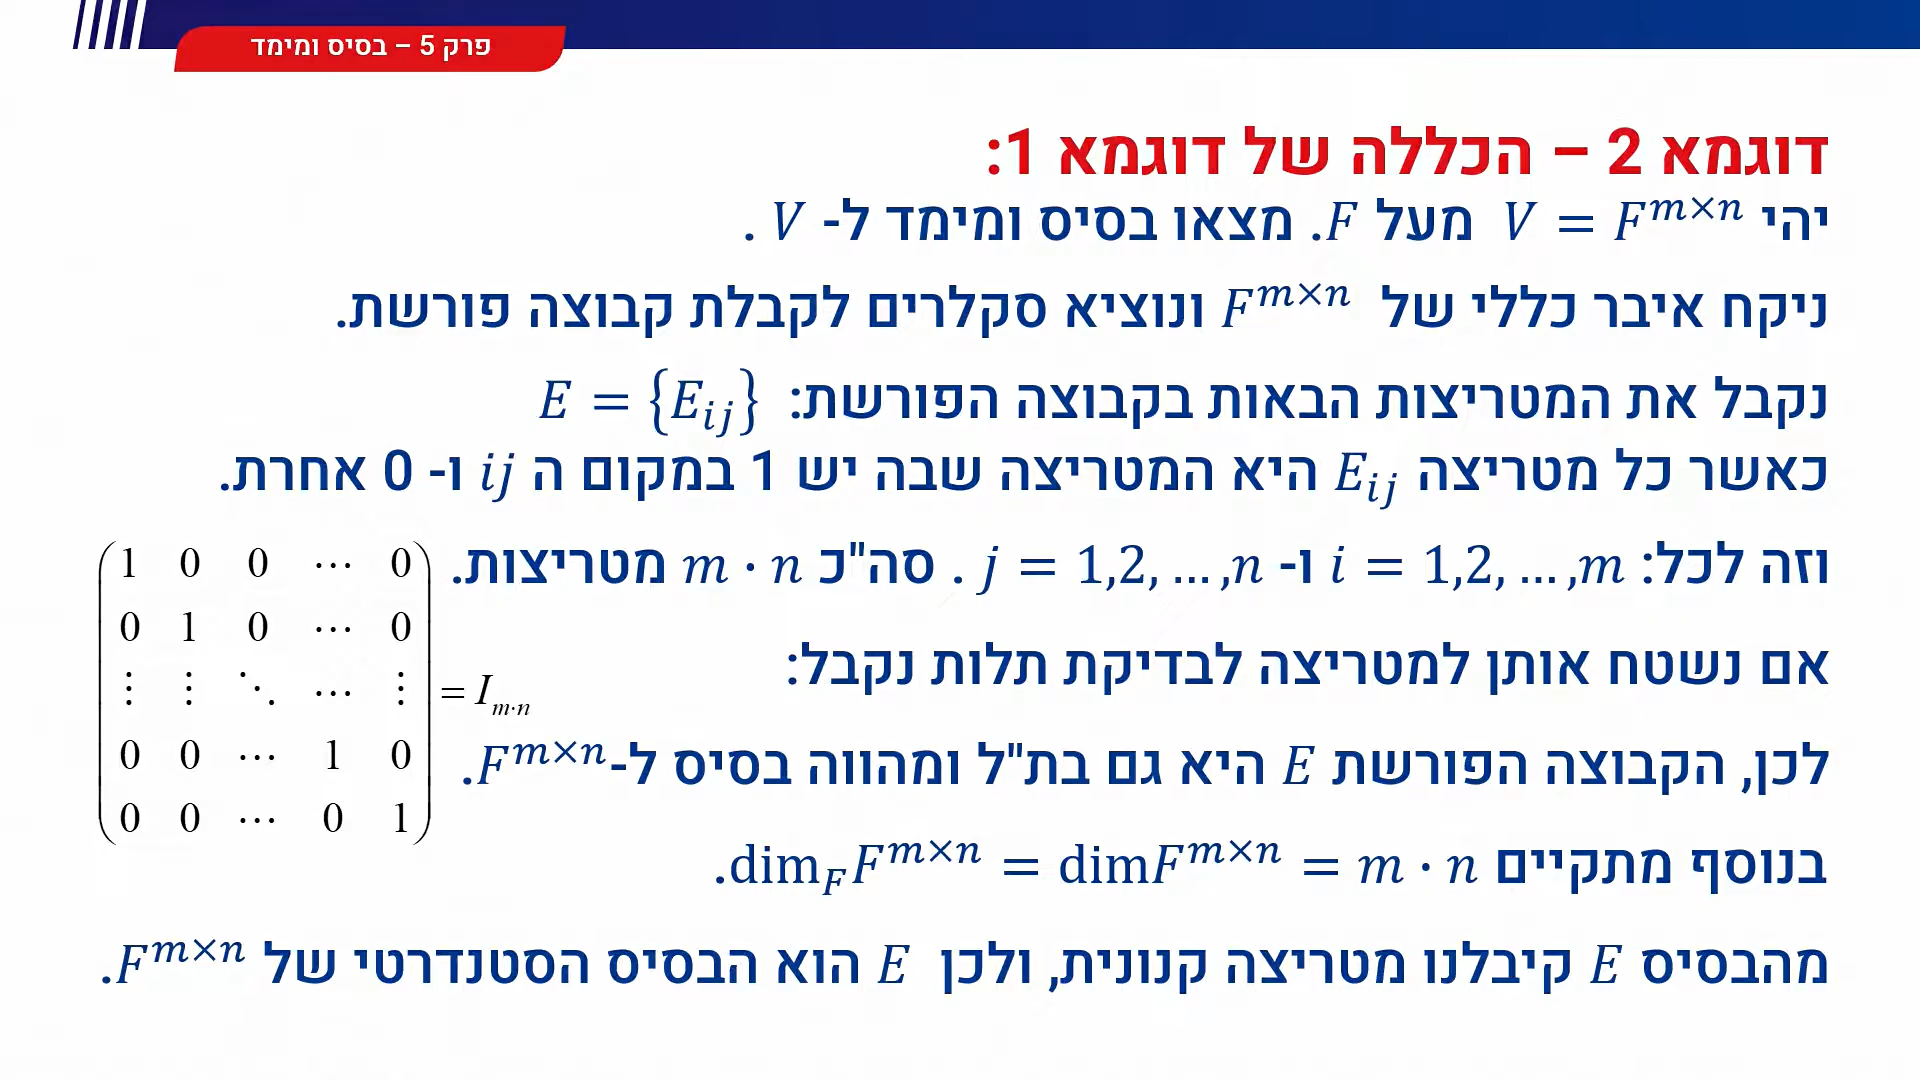 פרק 5 – בסיס ומימד
דוגמא 2 – הכללה של דוגמא 1:
יהי V = F^{m×n} מעל F. מצאו בסיס ומימד ל- V .
ניקח איבר כללי של F^{m×n} ונוציא סקלרים לקבלת קבוצה פורשת.
נקבל את המטריצות הבאות בקבוצה הפורשת: E = {E_{ij}}
כאשר כל מטריצה E_{ij} היא המטריצה שבה יש 1 במקום ה ij ו- 0 אחרת.
וזה לכל: i = 1,2, … ,m ו- j = 1,2, … ,n . סה"כ m · n מטריצות.
אם נשטח אותן למטריצה לבדיקת תלות נקבל:
1 0 0 ⋯ 0
0 1 0 ⋯ 0
⋮ ⋮ ⋱ ⋯ ⋮ = I_{m·n}
0 0 ⋯ 1 0
0 0 ⋯ 0 1
לכן, הקבוצה הפורשת E היא גם בת"ל ומהווה בסיס ל-F^{m×n}.
בנוסף מתקיים dim_F F^{m×n} = dimF^{m×n} = m · n.
מהבסיס E קיבלנו מטריצה קנונית, ולכן E הוא הבסיס הסטנדרטי של F^{m×n}.